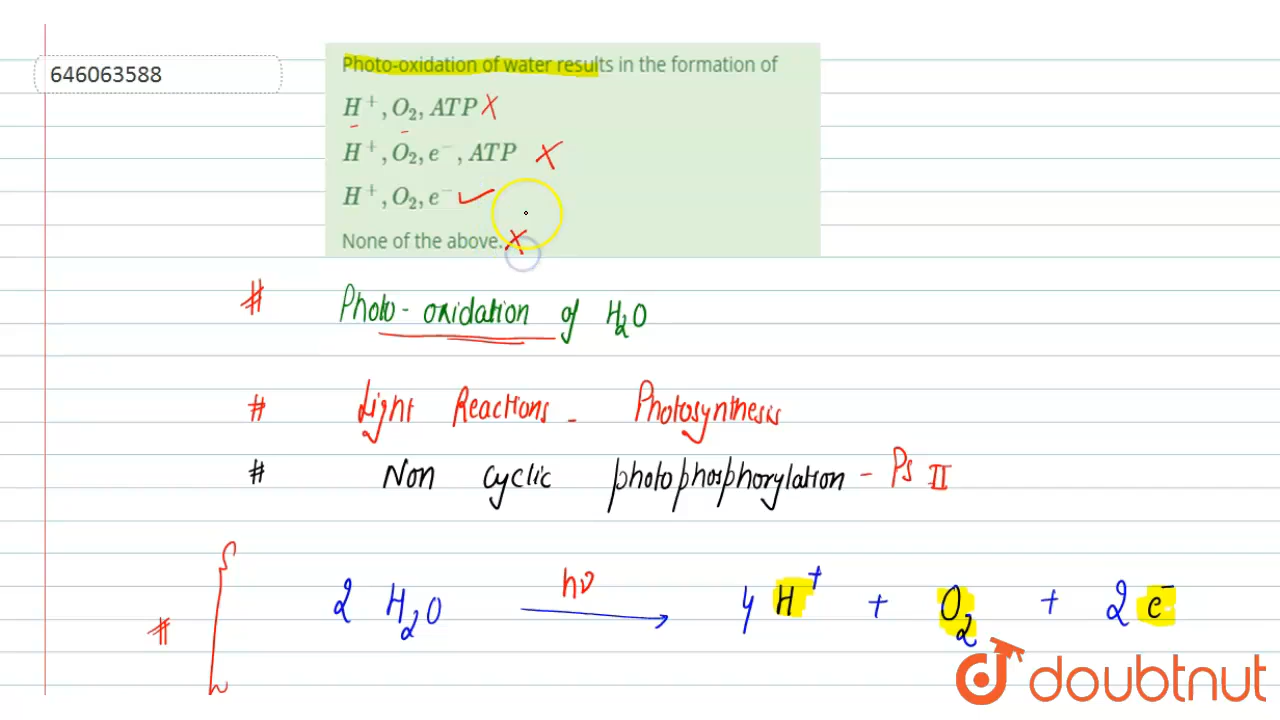 646063588
Photo-oxidation of water results in the formation of
H⁺, O₂, ATP X
H⁺, O₂, e⁻, ATP X
H⁺, O₂, e⁻ ✓
None of the above. X
# Photo - oxidation of H₂O
# Light Reactions - Photosynthesis
# Non cyclic photophosphorylation - Ps II
# { 2 H₂O hν → 4 H⁺ + O₂ + 2 e⁻
doubtnut